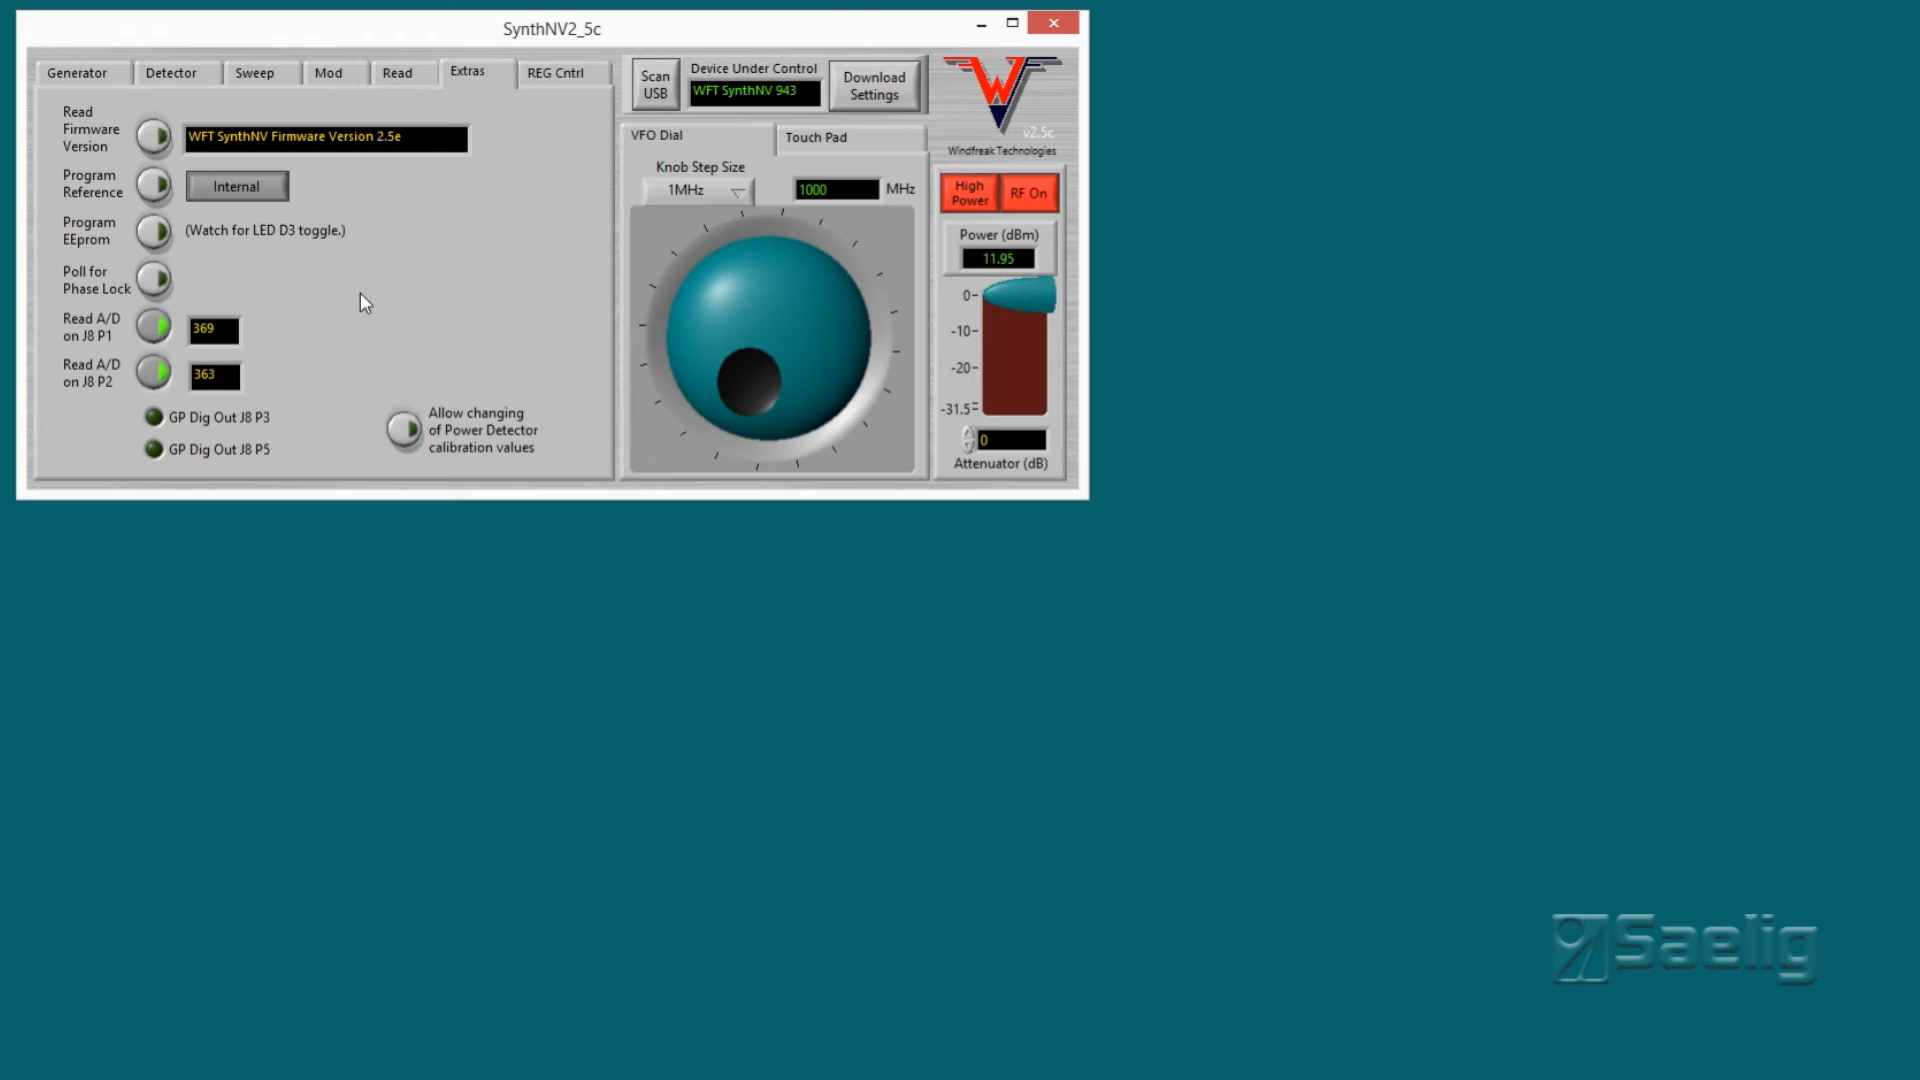 SynthNV2_5c
Generator
Detector
Sweep
Mod
Read
Extras
REG Cntrl
Read
Firmware
Version
WFT SynthNV Firmware Version 2.5e
Program
Reference
Internal
Program
EEprom
(Watch for LED D3 toggle.)
Poll for
Phase Lock
Read A/D
on J8 P1
369
Read A/D
on J8 P2
363
GP Dig Out J8 P3
GP Dig Out J8 P5
Allow changing
of Power Detector
calibration values
Scan
USB
Device Under Control
WFT SynthNV 943
Download
Settings
VFO Dial
Touch Pad
Knob Step Size
1MHz
1000
MHz
v2.5c
Windfreak Technologies
High
Power
RF On
Power (dBm)
11.95
0-
-10-
-20-
-31.5-
0
Attenuator (dB)
Saelig